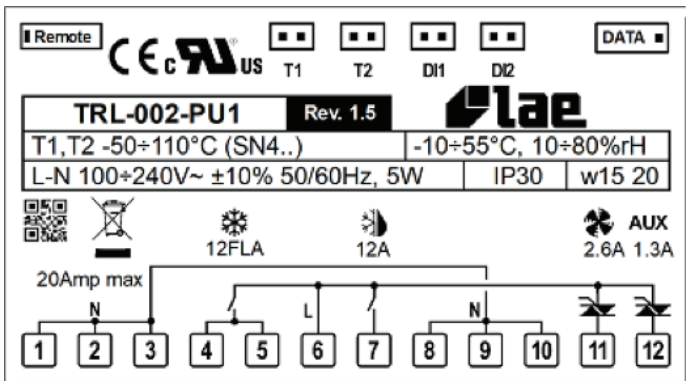 Remote
DATA
CE c RU US
T1 T2 DI1 DI2
TRL-002-PU1 Rev. 1.5 lae
T1,T2 -50÷110°C (SN4..) -10÷55°C, 10÷80%rH
L-N 100÷240V~ ±10% 50/60Hz, 5W IP30 w15 20
AUX
12FLA 12A 2.6A 1.3A
20Amp max
N L N
1 2 3 4 5 6 7 8 9 10 11 12